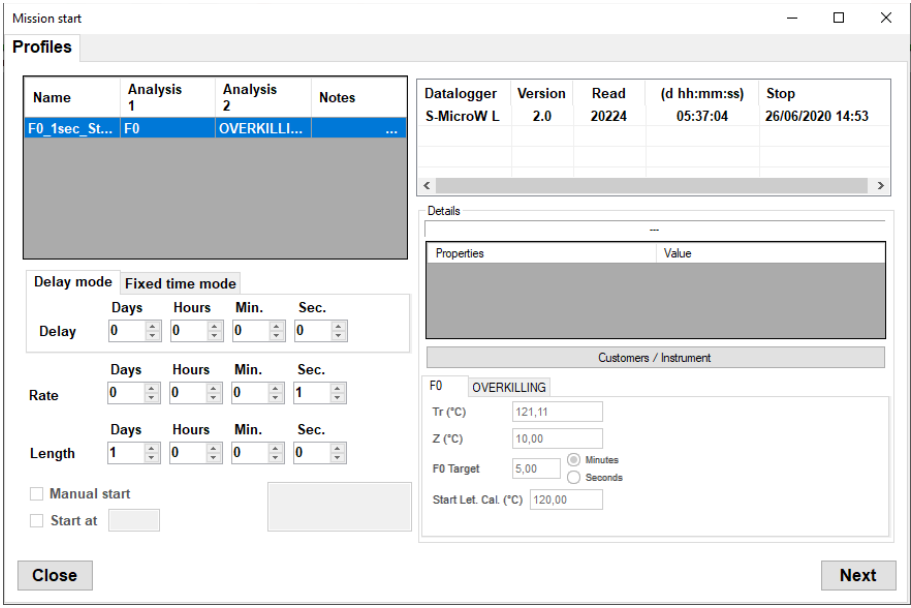 Mission start
Profiles
Name Analysis 1 Analysis 2 Notes
F0_1sec_St... F0 OVERKILLI... ...
Datalogger Version Read (d hh:mm:ss) Stop
S-MicroW L 2.0 20224 05:37:04 26/06/2020 14:53
Details
---
Properties Value
Customers / Instrument
Delay mode Fixed time mode
Days Hours Min. Sec.
Delay 0 0 0 0
Days Hours Min. Sec.
Rate 0 0 0 1
Days Hours Min. Sec.
Length 1 0 0 0
Manual start
Start at
F0 OVERKILLING
Tr (°C) 121,11
Z (°C) 10,00
F0 Target 5,00 Minutes
Seconds
Start Let. Cal. (°C) 120,00
Close
Next